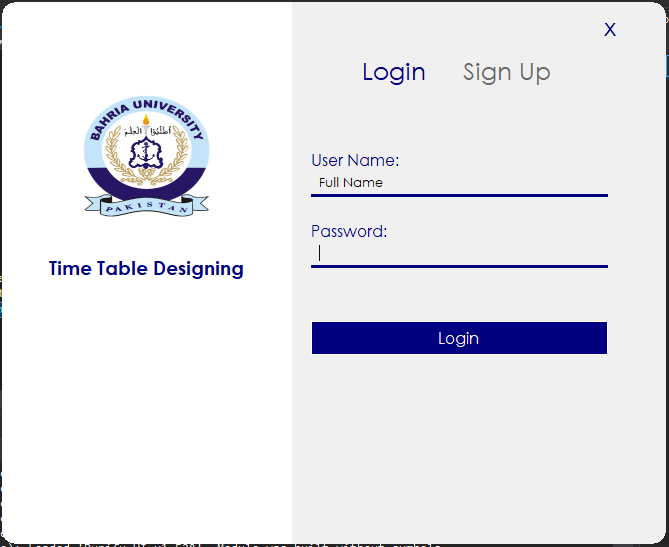 X
Login Sign Up
BAHRIA UNIVERSITY
اطلبوا العلم
PAKISTAN
Time Table Designing
User Name:
Full Name
Password:
Login